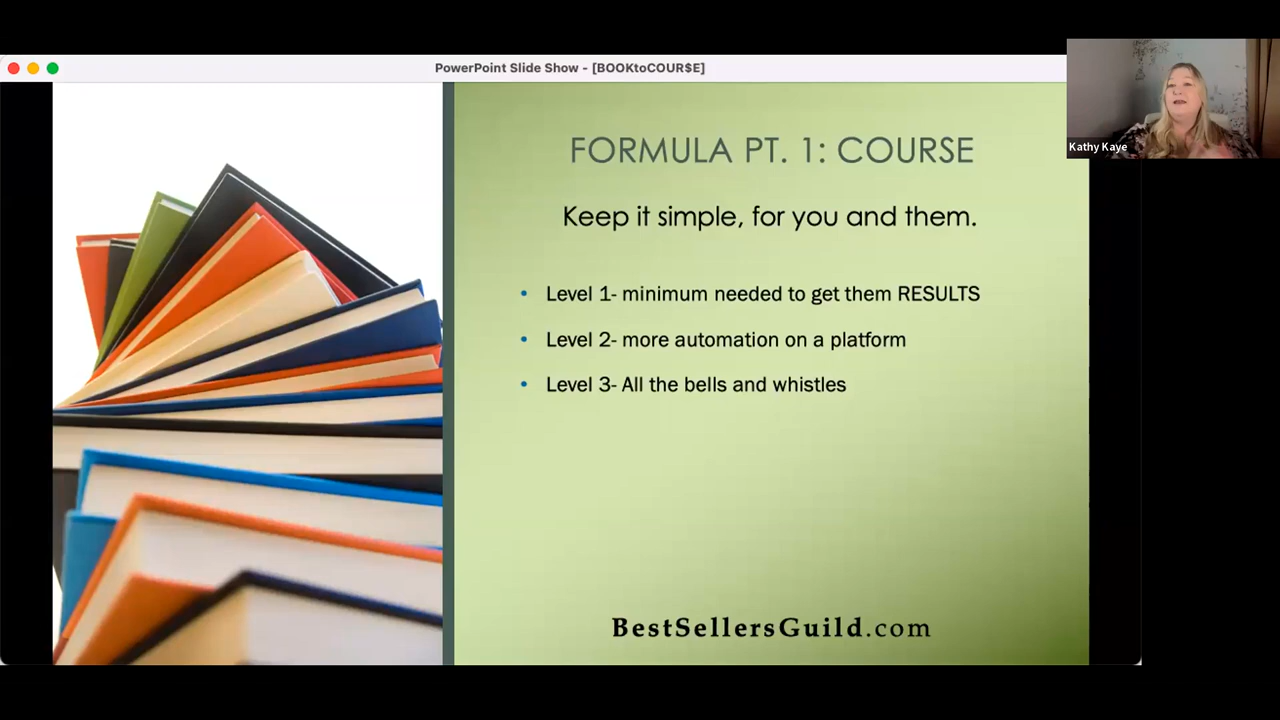 PowerPoint Slide Show - [BOOKtoCOUR$E]
Kathy Kaye
FORMULA PT. 1: COURSE
Keep it simple, for you and them.
• Level 1- minimum needed to get them RESULTS
• Level 2- more automation on a platform
• Level 3- All the bells and whistles
BestSellersGuild.com